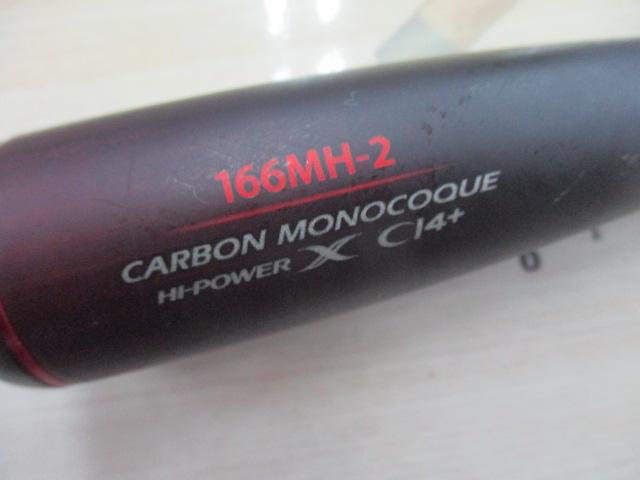 166MH-2
CARBON MONOCOQUE
HI-POWER X CI4+